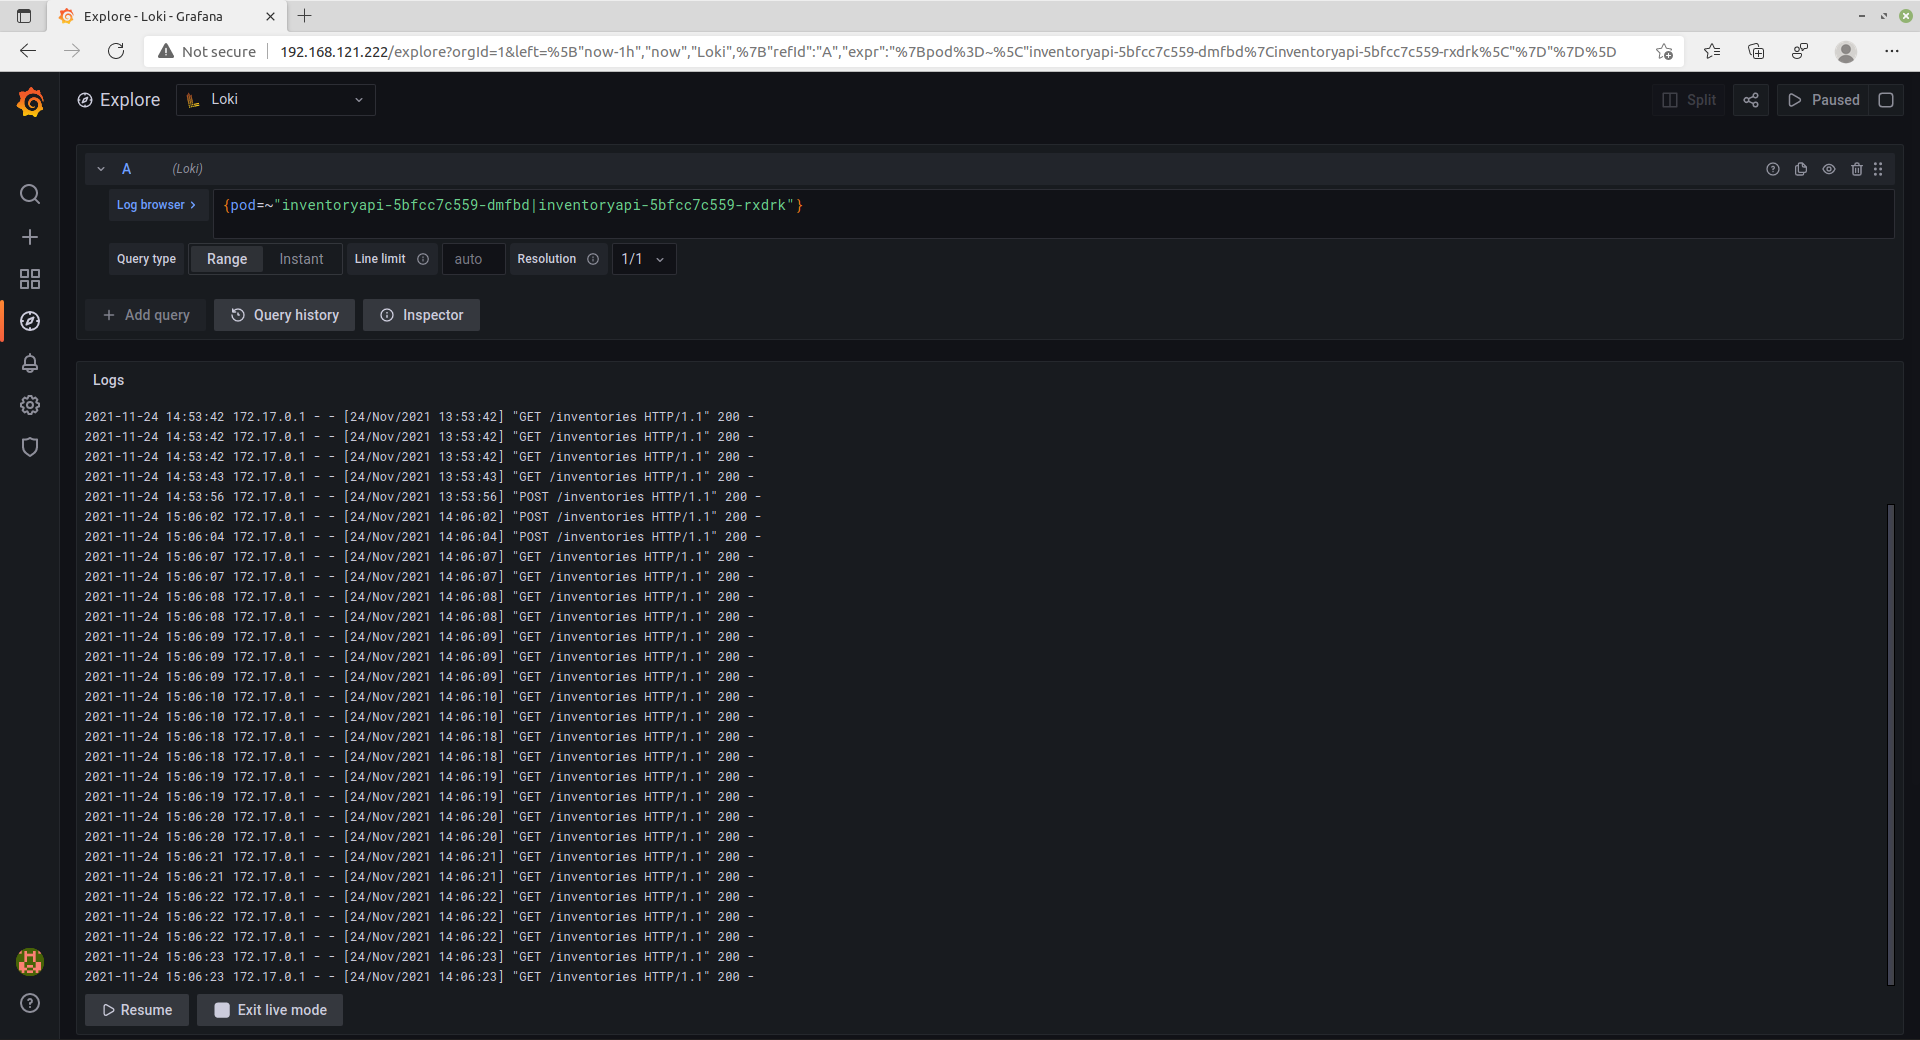 Explore - Loki - Grafana
Not secure 192.168.121.222/explore?orgId=1&left=%5B"now-1h","now","Loki",%7B"refId":"A","expr":"%7Bpod%3D~%5C"inventoryapi-5bfcc7c559-dmfbd%7Cinventoryapi-5bfcc7c559-rxdrk%5C"%7D"%7D%5D
Explore Loki Split Paused
A (Loki)
Log browser > {pod=~"inventoryapi-5bfcc7c559-dmfbd|inventoryapi-5bfcc7c559-rxdrk"}
Query type Range Instant Line limit auto Resolution 1/1
+ Add query Query history Inspector
Logs
2021-11-24 14:53:42 172.17.0.1 - - [24/Nov/2021 13:53:42] "GET /inventories HTTP/1.1" 200 -
2021-11-24 14:53:42 172.17.0.1 - - [24/Nov/2021 13:53:42] "GET /inventories HTTP/1.1" 200 -
2021-11-24 14:53:42 172.17.0.1 - - [24/Nov/2021 13:53:42] "GET /inventories HTTP/1.1" 200 -
2021-11-24 14:53:43 172.17.0.1 - - [24/Nov/2021 13:53:43] "GET /inventories HTTP/1.1" 200 -
2021-11-24 14:53:56 172.17.0.1 - - [24/Nov/2021 13:53:56] "POST /inventories HTTP/1.1" 200 -
2021-11-24 15:06:02 172.17.0.1 - - [24/Nov/2021 14:06:02] "POST /inventories HTTP/1.1" 200 -
2021-11-24 15:06:04 172.17.0.1 - - [24/Nov/2021 14:06:04] "POST /inventories HTTP/1.1" 200 -
2021-11-24 15:06:07 172.17.0.1 - - [24/Nov/2021 14:06:07] "GET /inventories HTTP/1.1" 200 -
2021-11-24 15:06:07 172.17.0.1 - - [24/Nov/2021 14:06:07] "GET /inventories HTTP/1.1" 200 -
2021-11-24 15:06:08 172.17.0.1 - - [24/Nov/2021 14:06:08] "GET /inventories HTTP/1.1" 200 -
2021-11-24 15:06:08 172.17.0.1 - - [24/Nov/2021 14:06:08] "GET /inventories HTTP/1.1" 200 -
2021-11-24 15:06:09 172.17.0.1 - - [24/Nov/2021 14:06:09] "GET /inventories HTTP/1.1" 200 -
2021-11-24 15:06:09 172.17.0.1 - - [24/Nov/2021 14:06:09] "GET /inventories HTTP/1.1" 200 -
2021-11-24 15:06:09 172.17.0.1 - - [24/Nov/2021 14:06:09] "GET /inventories HTTP/1.1" 200 -
2021-11-24 15:06:10 172.17.0.1 - - [24/Nov/2021 14:06:10] "GET /inventories HTTP/1.1" 200 -
2021-11-24 15:06:10 172.17.0.1 - - [24/Nov/2021 14:06:10] "GET /inventories HTTP/1.1" 200 -
2021-11-24 15:06:18 172.17.0.1 - - [24/Nov/2021 14:06:18] "GET /inventories HTTP/1.1" 200 -
2021-11-24 15:06:18 172.17.0.1 - - [24/Nov/2021 14:06:18] "GET /inventories HTTP/1.1" 200 -
2021-11-24 15:06:19 172.17.0.1 - - [24/Nov/2021 14:06:19] "GET /inventories HTTP/1.1" 200 -
2021-11-24 15:06:19 172.17.0.1 - - [24/Nov/2021 14:06:19] "GET /inventories HTTP/1.1" 200 -
2021-11-24 15:06:20 172.17.0.1 - - [24/Nov/2021 14:06:20] "GET /inventories HTTP/1.1" 200 -
2021-11-24 15:06:20 172.17.0.1 - - [24/Nov/2021 14:06:20] "GET /inventories HTTP/1.1" 200 -
2021-11-24 15:06:21 172.17.0.1 - - [24/Nov/2021 14:06:21] "GET /inventories HTTP/1.1" 200 -
2021-11-24 15:06:21 172.17.0.1 - - [24/Nov/2021 14:06:21] "GET /inventories HTTP/1.1" 200 -
2021-11-24 15:06:22 172.17.0.1 - - [24/Nov/2021 14:06:22] "GET /inventories HTTP/1.1" 200 -
2021-11-24 15:06:22 172.17.0.1 - - [24/Nov/2021 14:06:22] "GET /inventories HTTP/1.1" 200 -
2021-11-24 15:06:22 172.17.0.1 - - [24/Nov/2021 14:06:22] "GET /inventories HTTP/1.1" 200 -
2021-11-24 15:06:23 172.17.0.1 - - [24/Nov/2021 14:06:23] "GET /inventories HTTP/1.1" 200 -
2021-11-24 15:06:23 172.17.0.1 - - [24/Nov/2021 14:06:23] "GET /inventories HTTP/1.1" 200 -
Resume Exit live mode